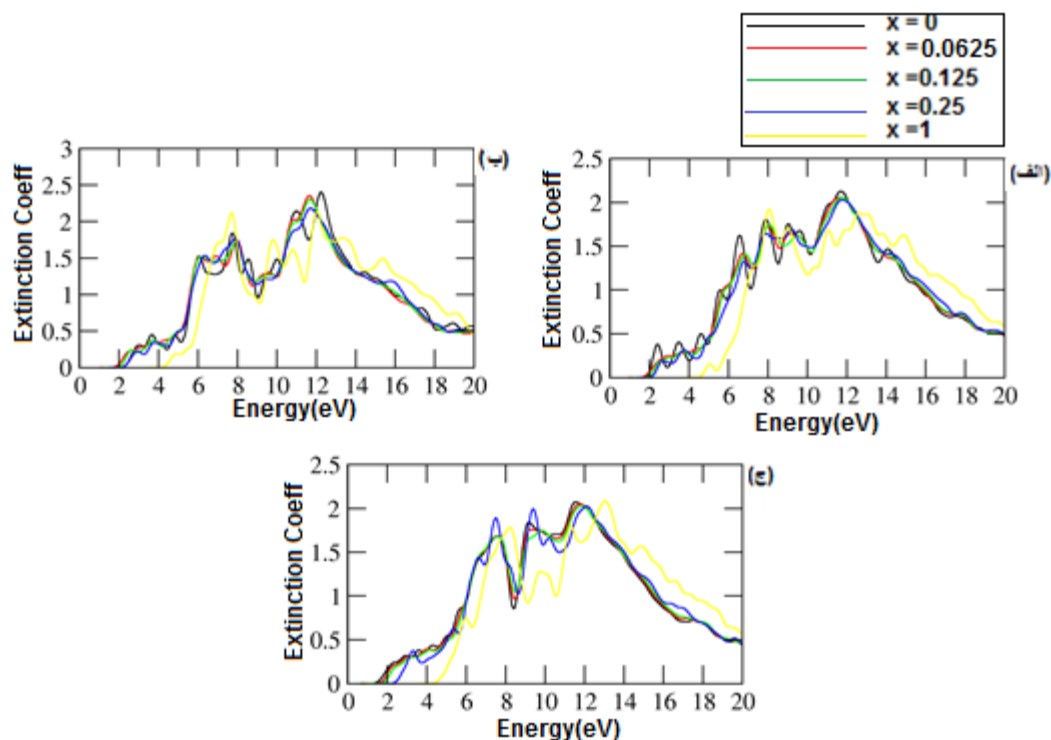 x = 0
x = 0.0625
x =0.125
x =0.25
x =1
(ب)
Extinction Coeff
3
2.5
2
1.5
1
0.5
0
0 2 4 6 8 10 12 14 16 18 20
Energy(eV)
(الف)
Extinction Coeff
2.5
2
1.5
1
0.5
0
0 2 4 6 8 10 12 14 16 18 20
Energy(eV)
(ج)
Extinction Coeff
2.5
2
1.5
1
0.5
0
0 2 4 6 8 10 12 14 16 18 20
Energy(eV)